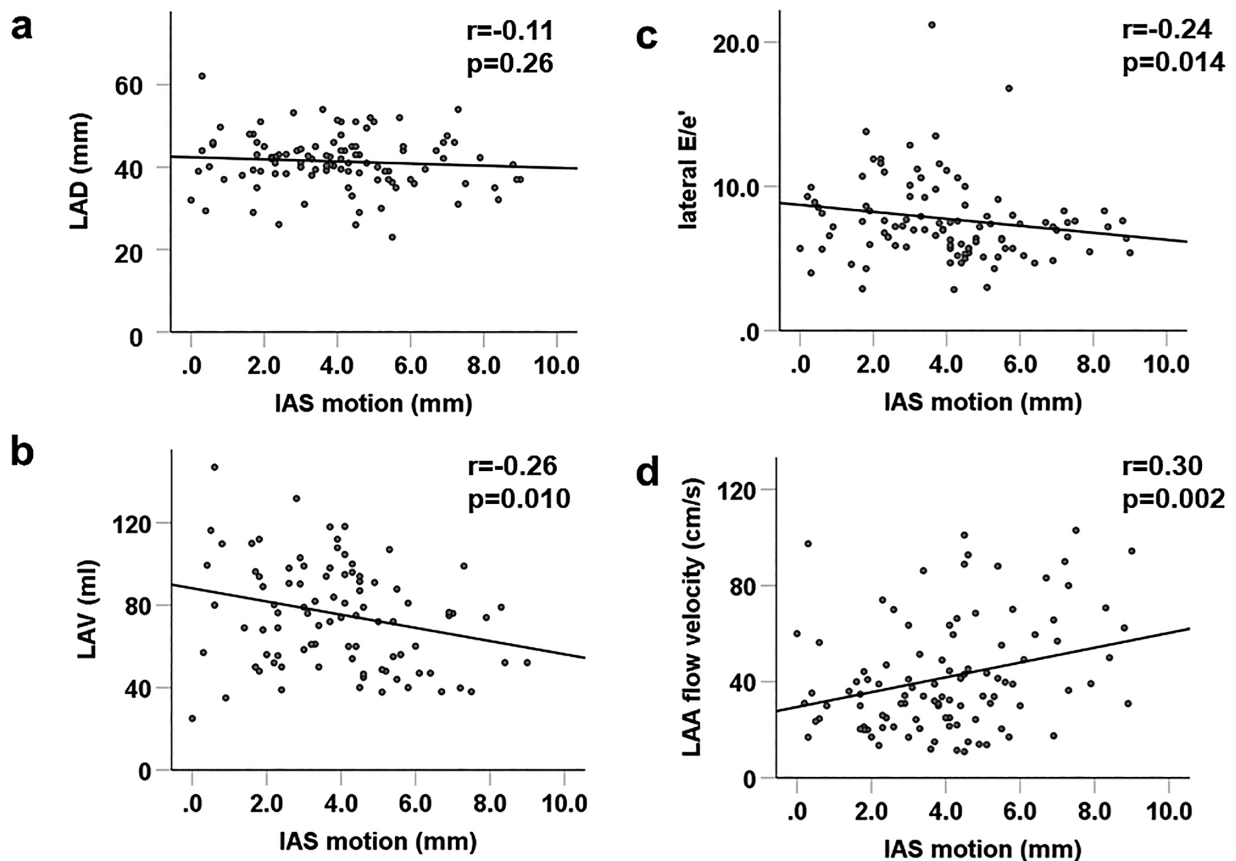 a
r=-0.11
p=0.26
LAD (mm)
60
40
20
0
.0 2.0 4.0 6.0 8.0 10.0
IAS motion (mm)
b
r=-0.26
p=0.010
LAV (ml)
120
80
40
0
.0 2.0 4.0 6.0 8.0 10.0
IAS motion (mm)
c
r=-0.24
p=0.014
lateral E/e'
20.0
10.0
.0
.0 2.0 4.0 6.0 8.0 10.0
IAS motion (mm)
d
r=0.30
p=0.002
LAA flow velocity (cm/s)
120
80
40
0
.0 2.0 4.0 6.0 8.0 10.0
IAS motion (mm)